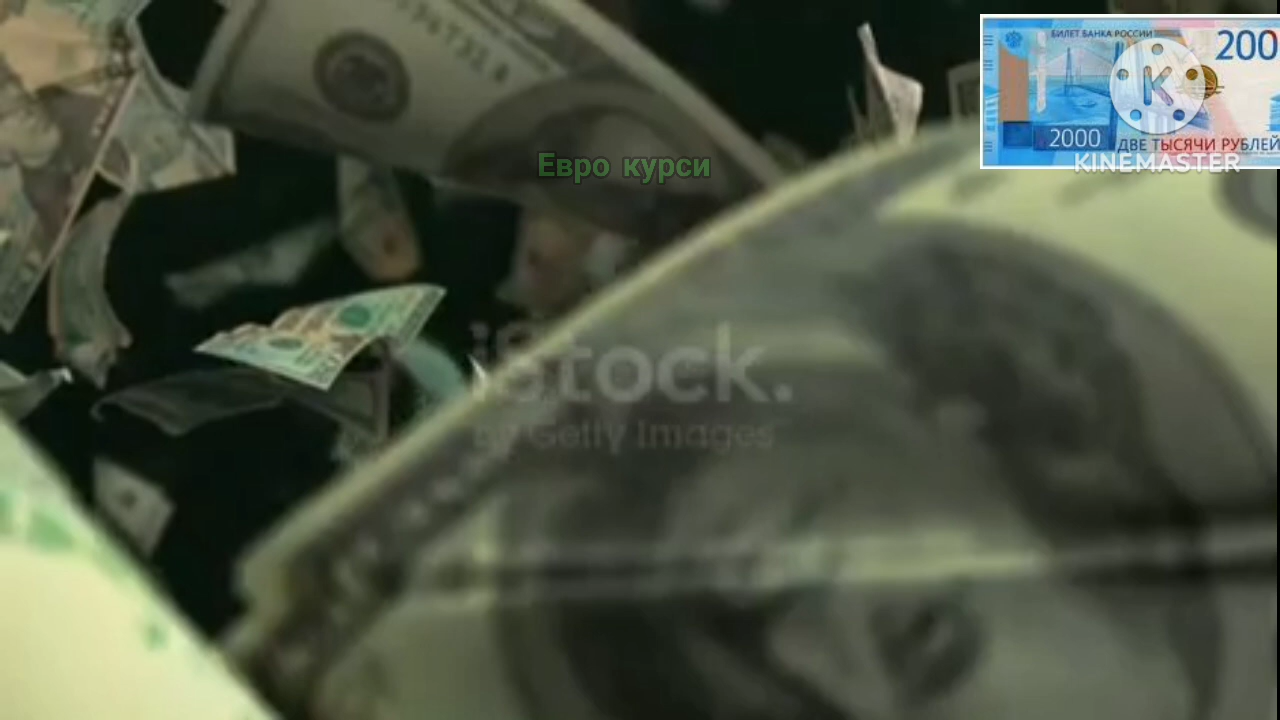 БИЛЕТ БАНКА РОССИИ
200
K
2000
ДВЕ ТЫСЯЧИ РУБЛЕЙ
KINEMASTER
Евро курси
iStock.
by Getty Images